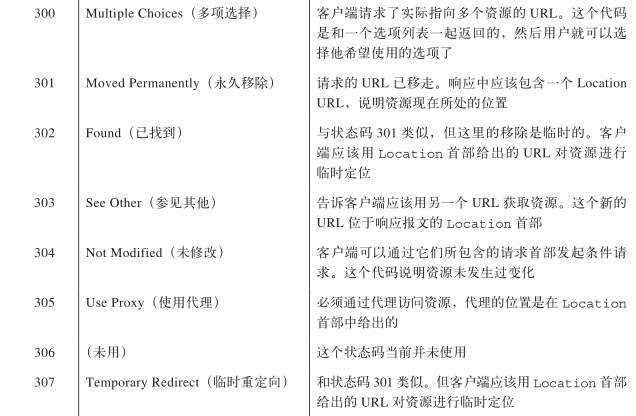 300 Multiple Choices（多项选择） 客户端请求了实际指向多个资源的 URL。这个代码
是和一个选项列表一起返回的，然后用户就可以选
择他希望使用的选项了
301 Moved Permanently（永久移除） 请求的 URL 已移走。响应中应该包含一个 Location
URL，说明资源现在所处的位置
302 Found（已找到） 与状态码 301 类似，但这里的移除是临时的。客户
端应该用 Location 首部给出的 URL 对资源进行
临时定位
303 See Other（参见其他） 告诉客户端应该用另一个 URL 获取资源。这个新的
URL 位于响应报文的 Location 首部
304 Not Modified（未修改） 客户端可以通过它们所包含的请求首部发起条件请
求。这个代码说明资源未发生过变化
305 Use Proxy（使用代理） 必须通过代理访问资源，代理的位置是在 Location
首部中给出的
306 （未用） 这个状态码当前并未使用
307 Temporary Redirect（临时重定向） 和状态码 301 类似。但客户端应该用 Location 首部
给出的 URL 对资源进行临时定位